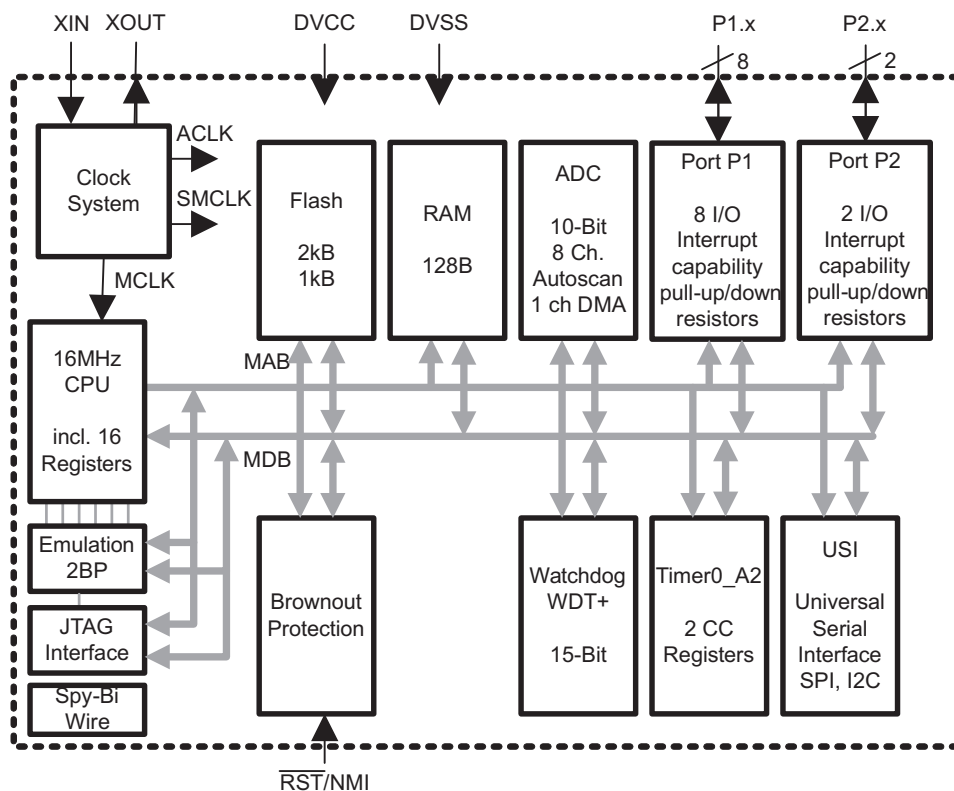 XIN
XOUT
DVCC
DVSS
P1.x
P2.x
8
2
ACLK
SMCLK
MCLK
Clock
System
Flash
2kB
1kB
RAM
128B
ADC
10-Bit
8 Ch.
Autoscan
1 ch DMA
Port P1
8 I/O
Interrupt
capability
pull-up/down
resistors
Port P2
2 I/O
Interrupt
capability
pull-up/down
resistors
16MHz
CPU
incl. 16
Registers
MAB
MDB
Emulation
2BP
JTAG
Interface
Spy-Bi
Wire
Brownout
Protection
Watchdog
WDT+
15-Bit
Timer0_A2
2 CC
Registers
USI
Universal
Serial
Interface
SPI, I2C
RST/NMI